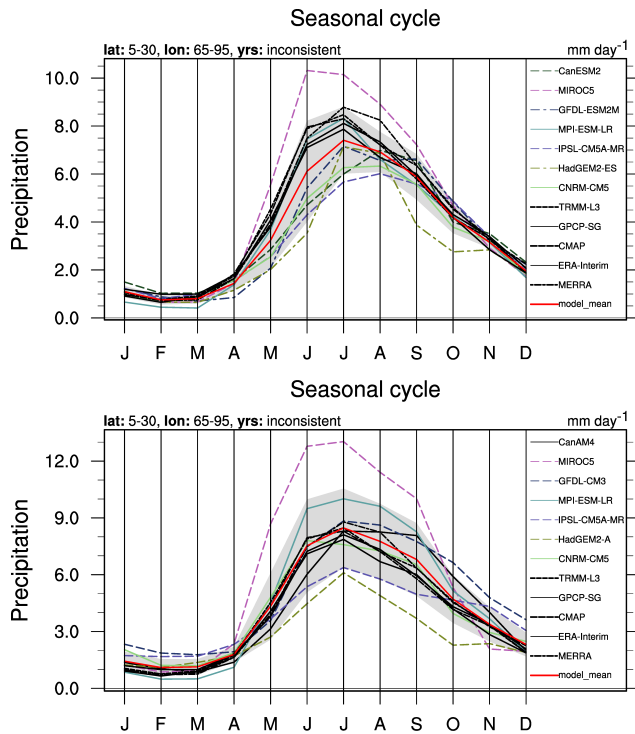 Seasonal cycle
lat: 5-30, lon: 65-95, yrs: inconsistent mm day-1
Precipitation
10.0
8.0
6.0
4.0
2.0
0.0
J F M A M J J A S O N D
CanESM2
MIROC5
GFDL-ESM2M
MPI-ESM-LR
IPSL-CM5A-MR
HadGEM2-ES
CNRM-CM5
TRMM-L3
GPCP-SG
CMAP
ERA-Interim
MERRA
model_mean
Seasonal cycle
lat: 5-30, lon: 65-95, yrs: inconsistent mm day-1
Precipitation
12.0
9.0
6.0
3.0
0.0
J F M A M J J A S O N D
CanAM4
MIROC5
GFDL-CM3
MPI-ESM-LR
IPSL-CM5A-MR
HadGEM2-A
CNRM-CM5
TRMM-L3
GPCP-SG
CMAP
ERA-Interim
MERRA
model_mean